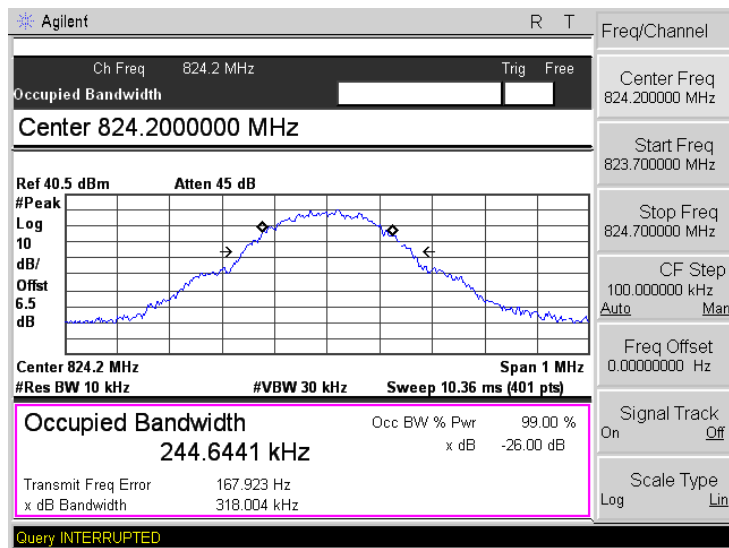 Agilent R T
Ch Freq 824.2 MHz Trig Free
Occupied Bandwidth
Center 824.2000000 MHz
Ref 40.5 dBm Atten 45 dB
#Peak
Log
10
dB/
Offst
6.5
dB
Center 824.2 MHz Span 1 MHz
#Res BW 10 kHz #VBW 30 kHz Sweep 10.36 ms (401 pts)
Occupied Bandwidth Occ BW % Pwr 99.00 %
244.6441 kHz x dB -26.00 dB
Transmit Freq Error 167.923 Hz
x dB Bandwidth 318.004 kHz
Query INTERRUPTED
Freq/Channel
Center Freq
824.200000 MHz
Start Freq
823.700000 MHz
Stop Freq
824.700000 MHz
CF Step
100.000000 kHz
Auto Man
Freq Offset
0.00000000 Hz
Signal Track
On Off
Scale Type
Log Lin